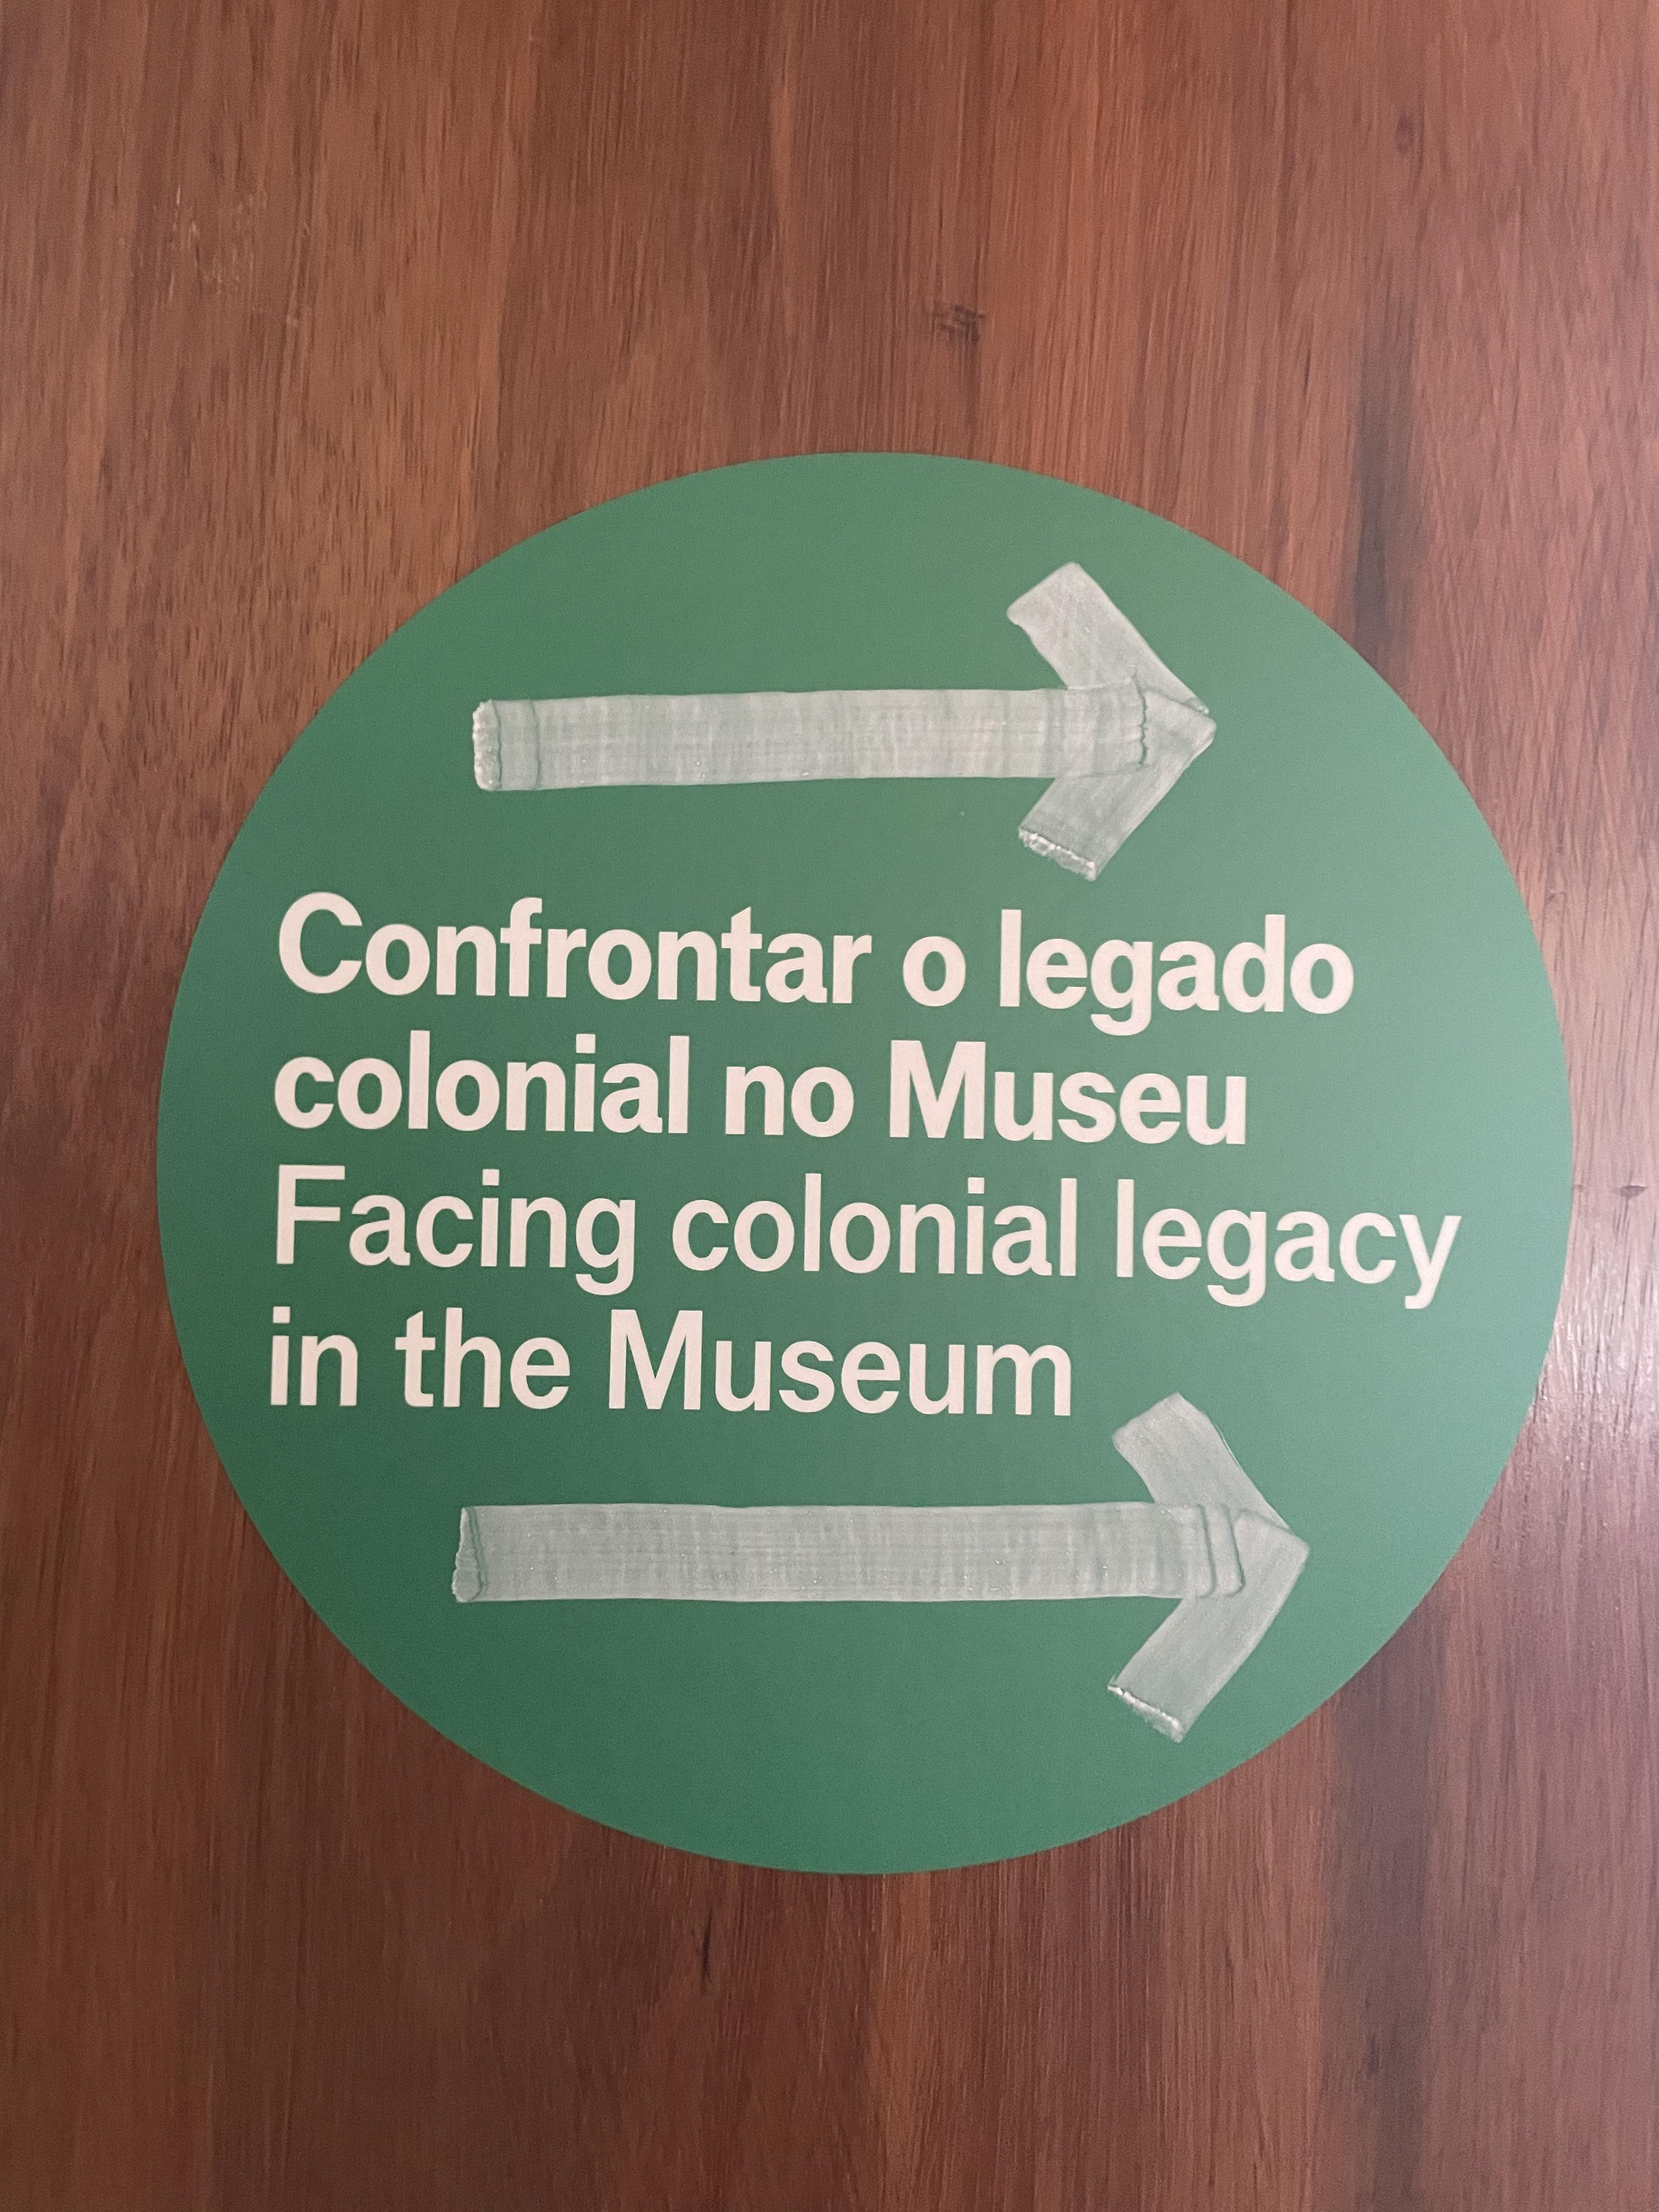 Confrontar o legado
colonial no Museu
Facing colonial legacy
in the Museum